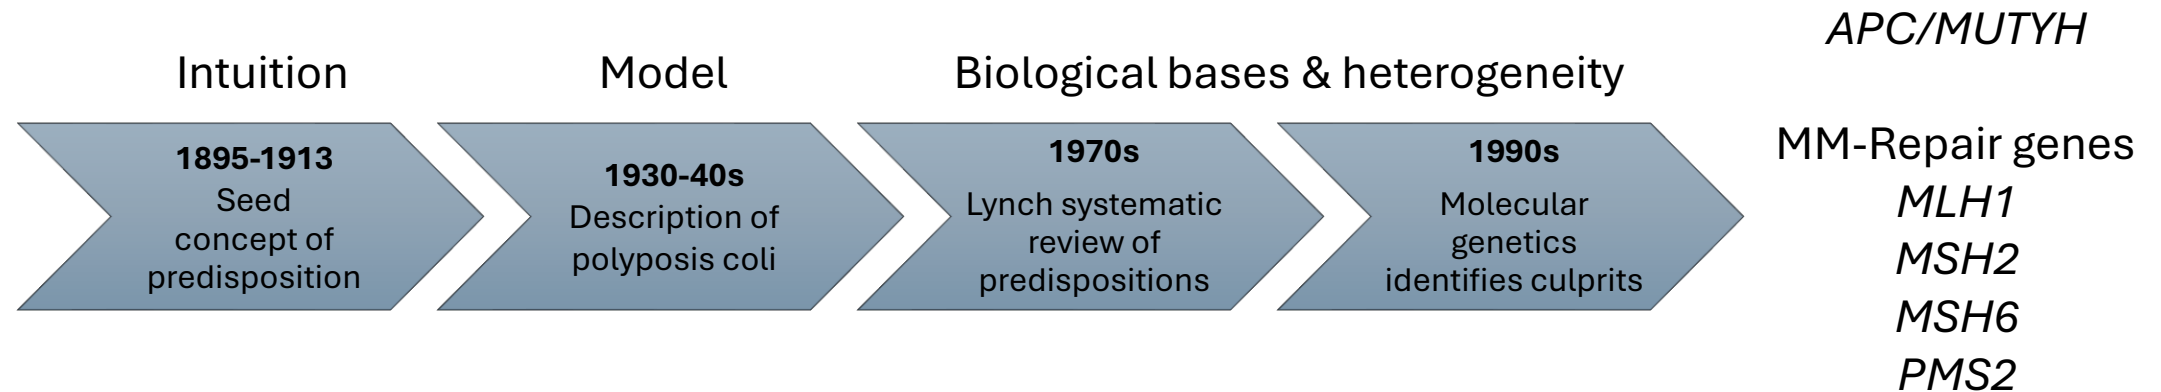 Intuition
1895-1913
Seed
concept of
predisposition
Model
1930-40s
Description of
polyposis coli
Biological bases & heterogeneity
1970s
Lynch systematic
review of
predispositions
1990s
Molecular
genetics
identifies culprits
APC/MUTYH
MM-Repair genes
MLH1
MSH2
MSH6
PMS2